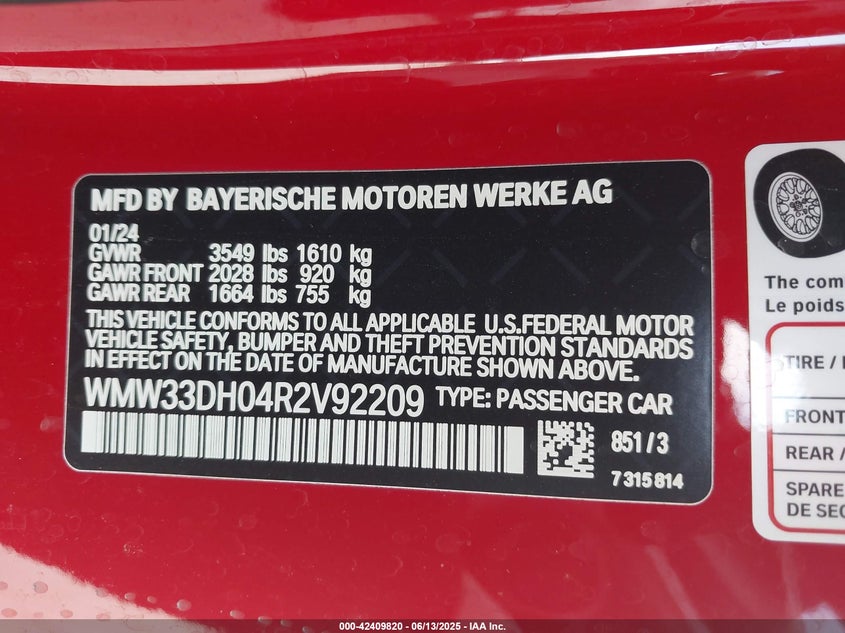 MFD BY BAYERISCHE MOTOREN WERKE AG
01/24
GVWR 3549 lbs 1610 kg
GAWR FRONT 2028 lbs 920 kg
GAWR REAR 1664 lbs 755 kg
THIS VEHICLE CONFORMS TO ALL APPLICABLE U.S.FEDERAL MOTOR
VEHICLE SAFETY, BUMPER AND THEFT PREVENTION STANDARDS
IN EFFECT ON THE DATE OF MANUFACTURE SHOWN ABOVE.
WMW33DH04R2V92209 TYPE: PASSENGER CAR
851/3
7315814
The com
Le poids
TIRE /
FRONT
REAR /
SPARE
DE SEC
000-42409820 - 06/13/2025 - IAA Inc.